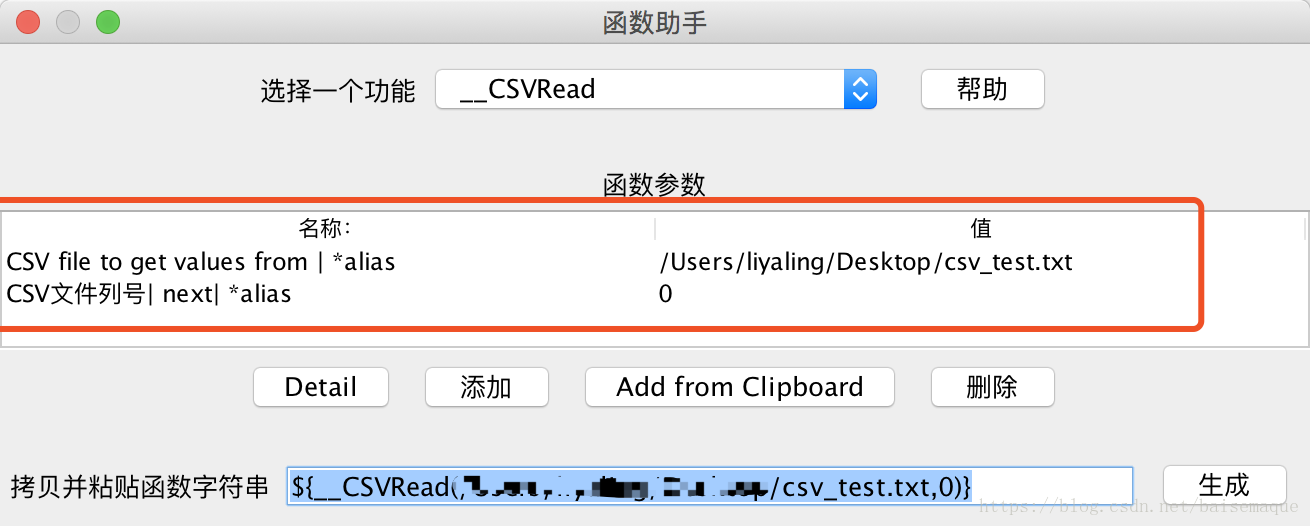 函数助手
选择一个功能 __CSVRead 帮助
函数参数
名称: 值
CSV file to get values from | *alias /Users/liyaling/Desktop/csv_test.txt
CSV文件列号| next| *alias 0
Detail 添加 Add from Clipboard 删除
拷贝并粘贴函数字符串 ${__CSVRead( /csv_test.txt,0)} 生成
https://blog.csdn.net/baisemaque